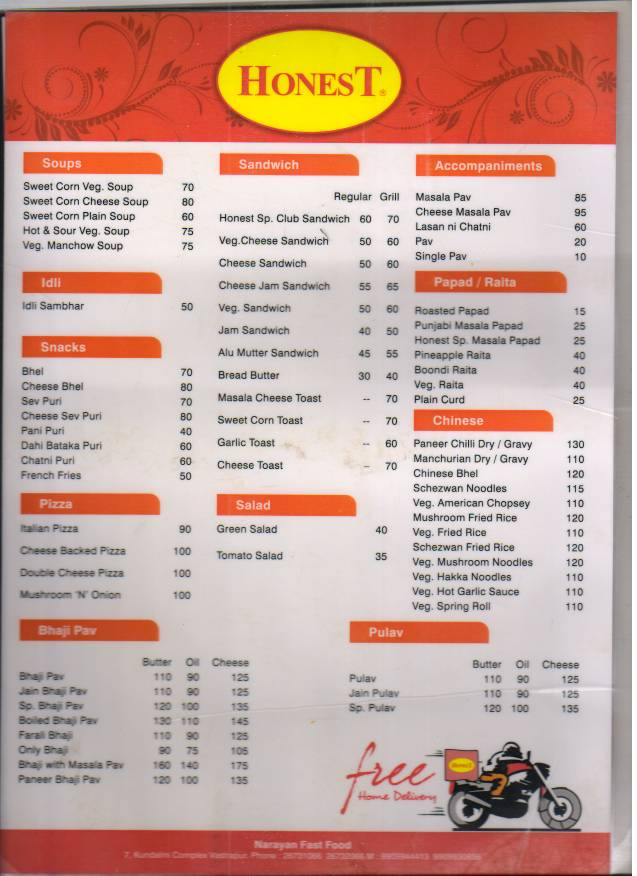 HONEST®
Soups
Sweet Corn Veg. Soup 70
Sweet Corn Cheese Soup 80
Sweet Corn Plain Soup 60
Hot & Sour Veg. Soup 75
Veg. Manchow Soup 75
Idli
Idli Sambhar 50
Snacks
Bhel 70
Cheese Bhel 80
Sev Puri 70
Cheese Sev Puri 80
Pani Puri 40
Dahi Bataka Puri 60
Chatni Puri 60
French Fries 50
Pizza
Italian Pizza 90
Cheese Backed Pizza 100
Double Cheese Pizza 100
Mushroom 'N' Onion 100
Sandwich
Regular Grill
Honest Sp. Club Sandwich 60 70
Veg.Cheese Sandwich 50 60
Cheese Sandwich 50 60
Cheese Jam Sandwich 55 65
Veg. Sandwich 50 60
Jam Sandwich 40 50
Alu Mutter Sandwich 45 55
Bread Butter 30 40
Masala Cheese Toast -- 70
Sweet Corn Toast -- 70
Garlic Toast -- 60
Cheese Toast -- 70
Salad
Green Salad 40
Tomato Salad 35
Accompaniments
Masala Pav 85
Cheese Masala Pav 95
Lasan ni Chatni 60
Pav 20
Single Pav 10
Papad / Raita
Roasted Papad 15
Punjabi Masala Papad 25
Honest Sp. Masala Papad 25
Pineapple Raita 40
Boondi Raita 40
Veg. Raita 40
Plain Curd 25
Chinese
Paneer Chilli Dry / Gravy 130
Manchurian Dry / Gravy 110
Chinese Bhel 120
Schezwan Noodles 115
Veg. American Chopsey 110
Mushroom Fried Rice 120
Veg. Fried Rice 110
Schezwan Fried Rice 120
Veg. Mushroom Noodles 120
Veg. Hakka Noodles 110
Veg. Hot Garlic Sauce 110
Veg. Spring Roll 110
Bhaji Pav
Butter Oil Cheese
Bhaji Pav 110 90 125
Jain Bhaji Pav 110 90 125
Sp. Bhaji Pav 120 100 135
Boiled Bhaji Pav 130 110 145
Farali Bhaji 110 90 125
Only Bhaji 90 75 105
Bhaji with Masala Pav 160 140 175
Paneer Bhaji Pav 120 100 135
Pulav
Butter Oil Cheese
Pulav 110 90 125
Jain Pulav 110 90 125
Sp. Pulav 120 100 135
free
Home Delivery
HonesT
Narayan Fast Food
7, Kundalini Complex Vastrapur, Phone : 26731066 M :